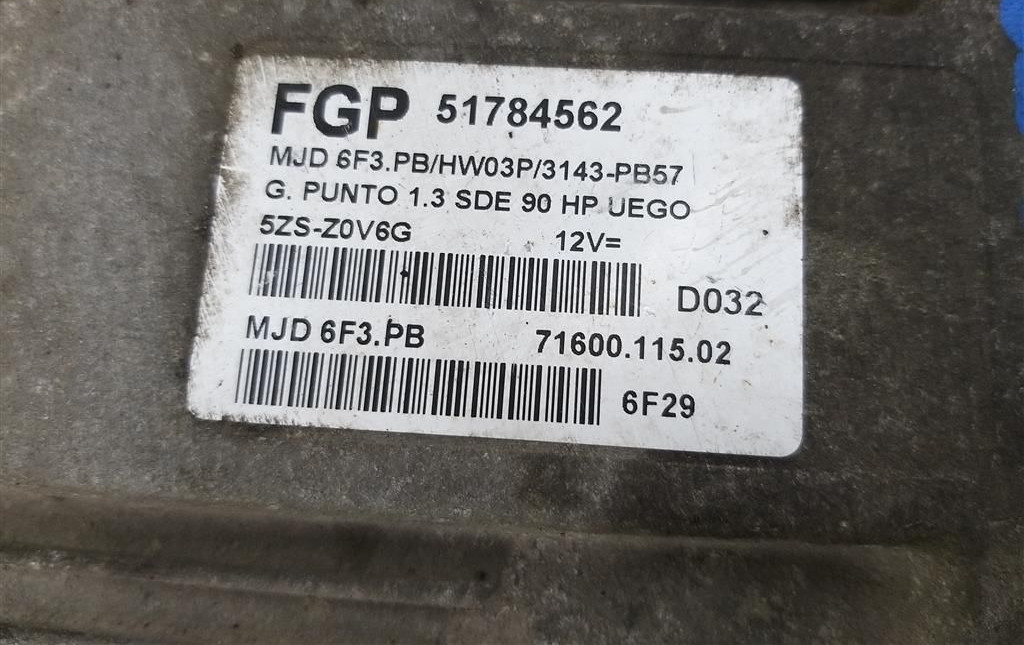 FGP 51784562
MJD 6F3.PB/HW03P/3143-PB57
G. PUNTO 1.3 SDE 90 HP UEGO
5ZS-Z0V6G 12V=
D032
MJD 6F3.PB 71600.115.02
6F29